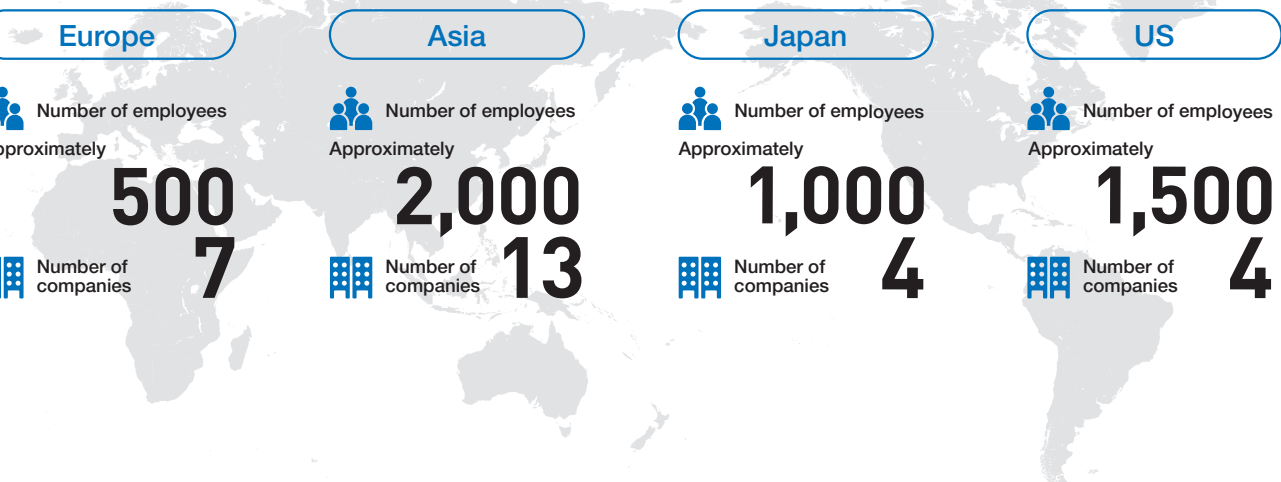 Europe
Number of employees
pproximately
500
Number of
companies
7
Asia
Number of employees
Approximately
2,000
Number of
companies
13
Japan
Number of employees
Approximately
1,000
Number of
companies
4
US
Number of employees
Approximately
1,500
Number of
companies
4